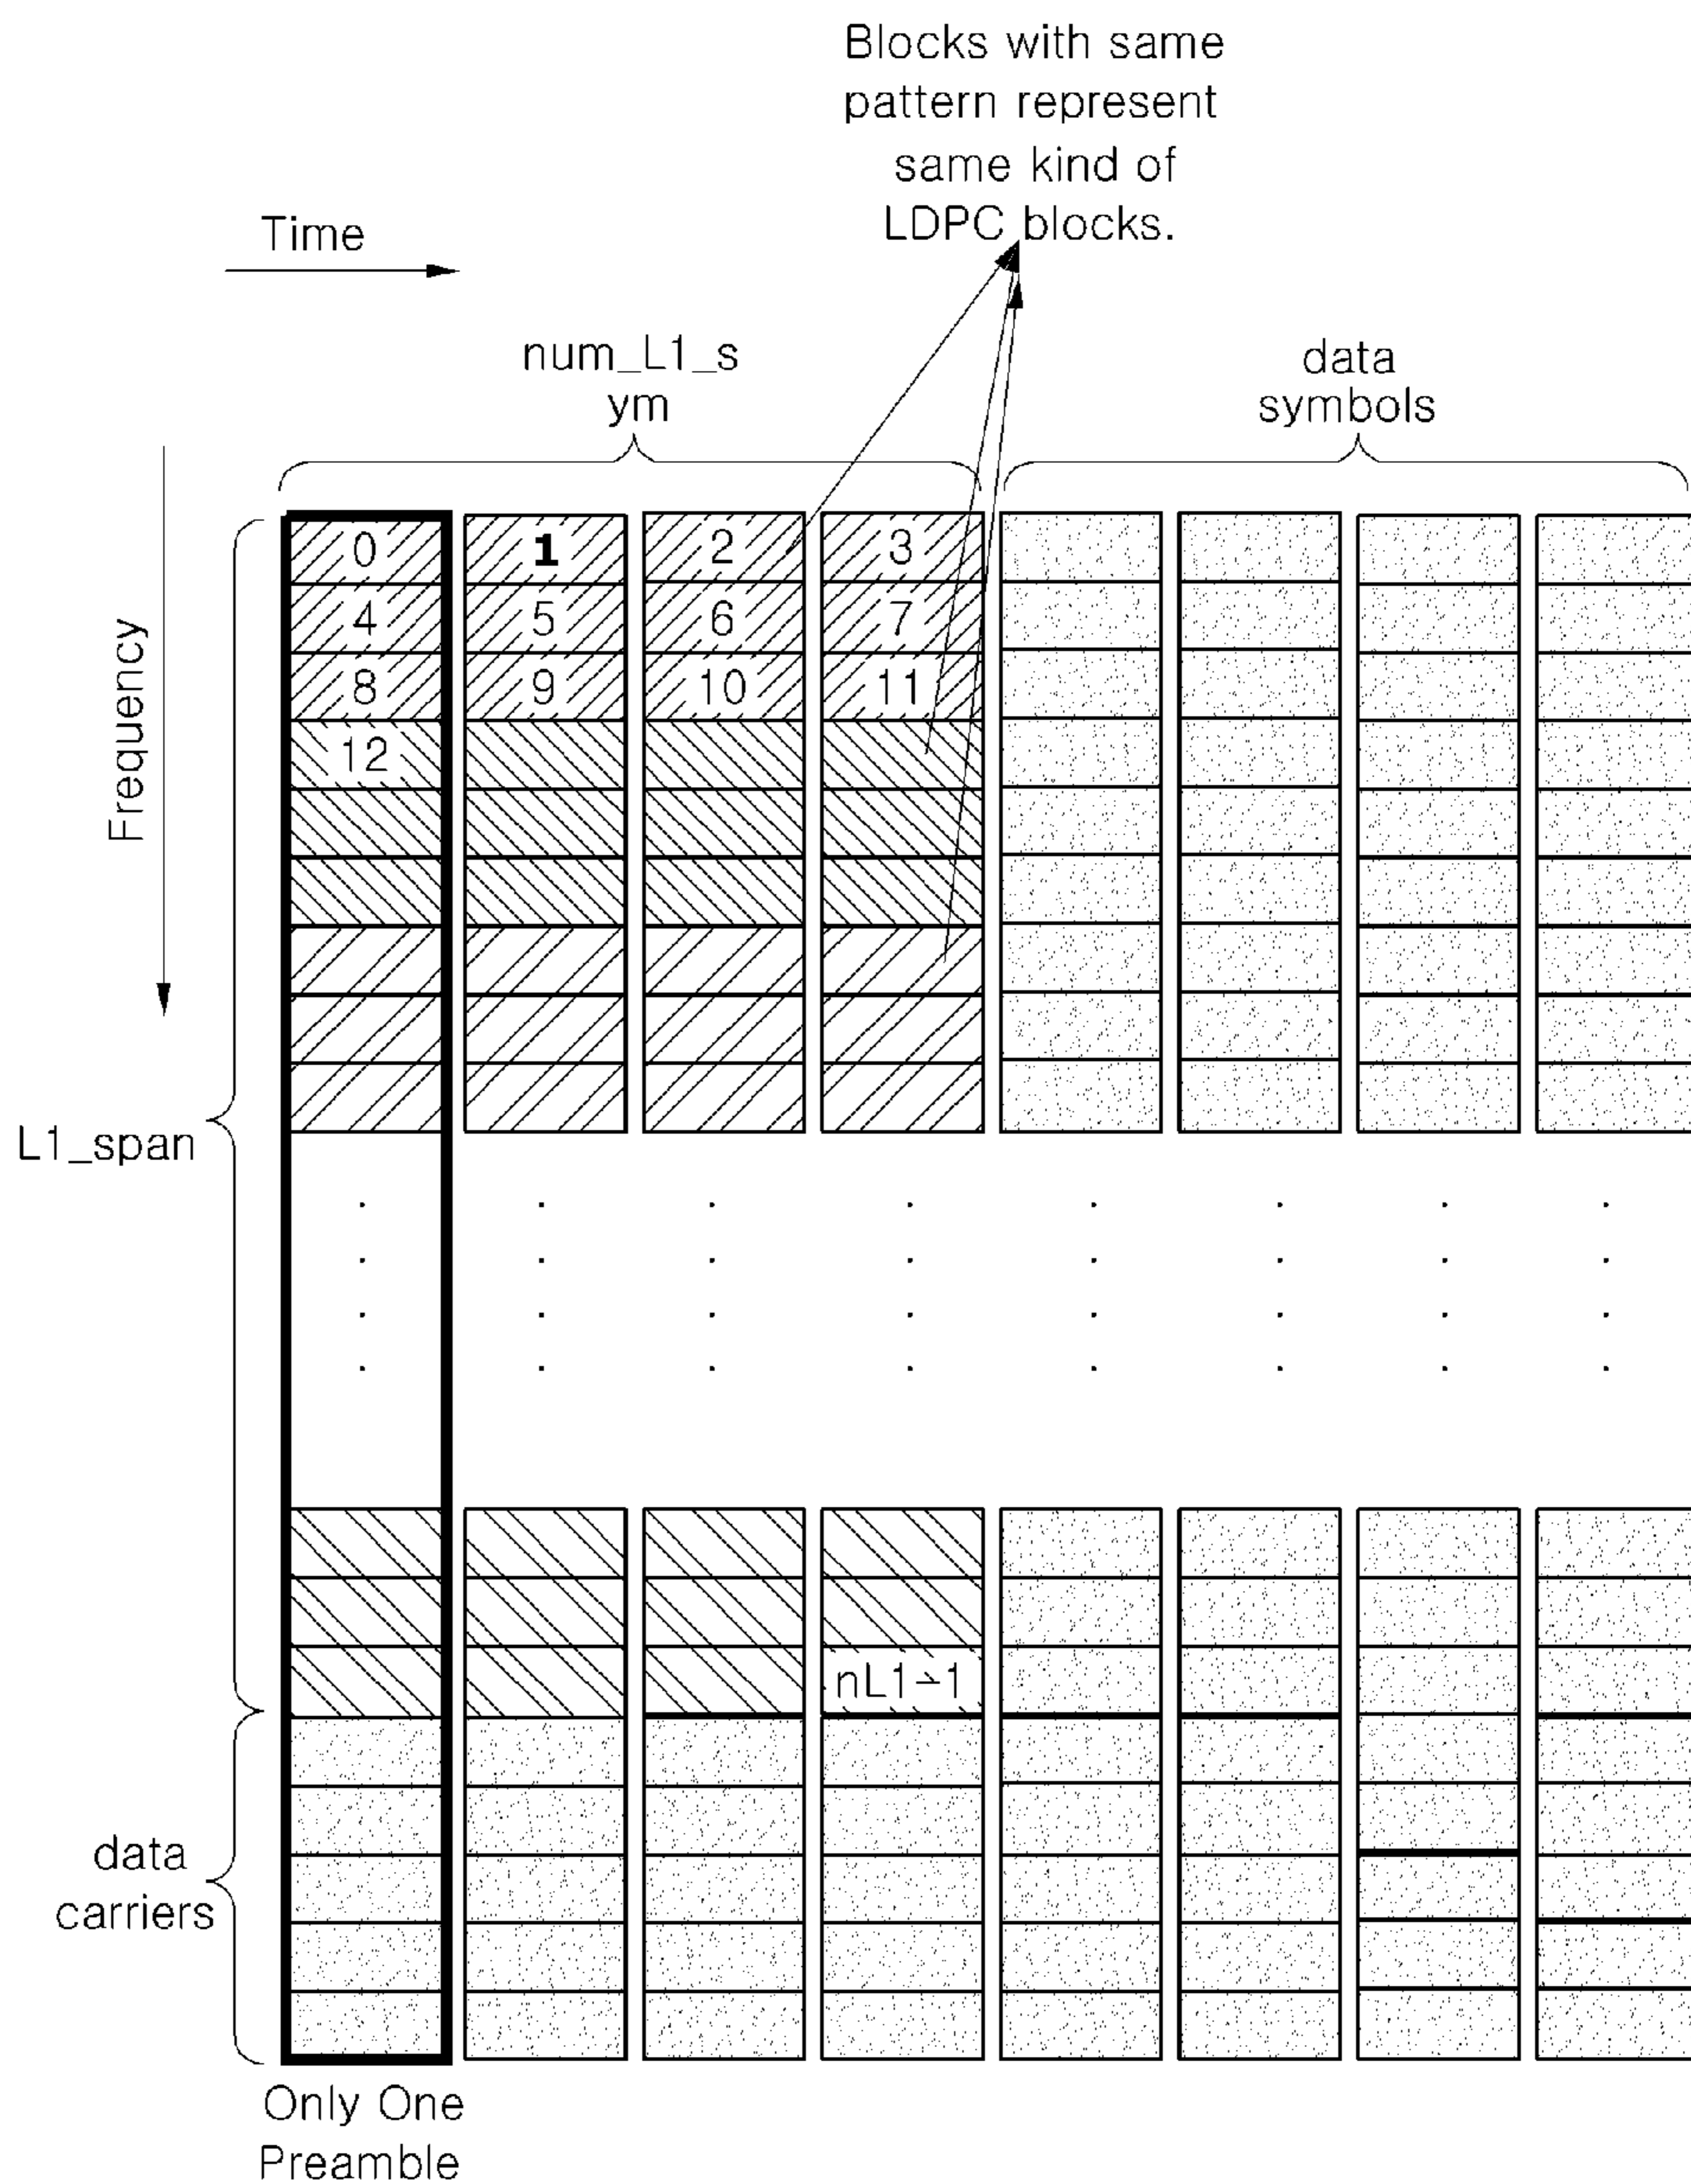 Blocks with same
pattern represent
same kind of
LDPC blocks.
Time
num_L1_s
ym
data
symbols
Frequency
0 1 2 3
4 5 6 7
8 9 10 11
12
L1_span
nL1-1
data
carriers
Only One
Preamble